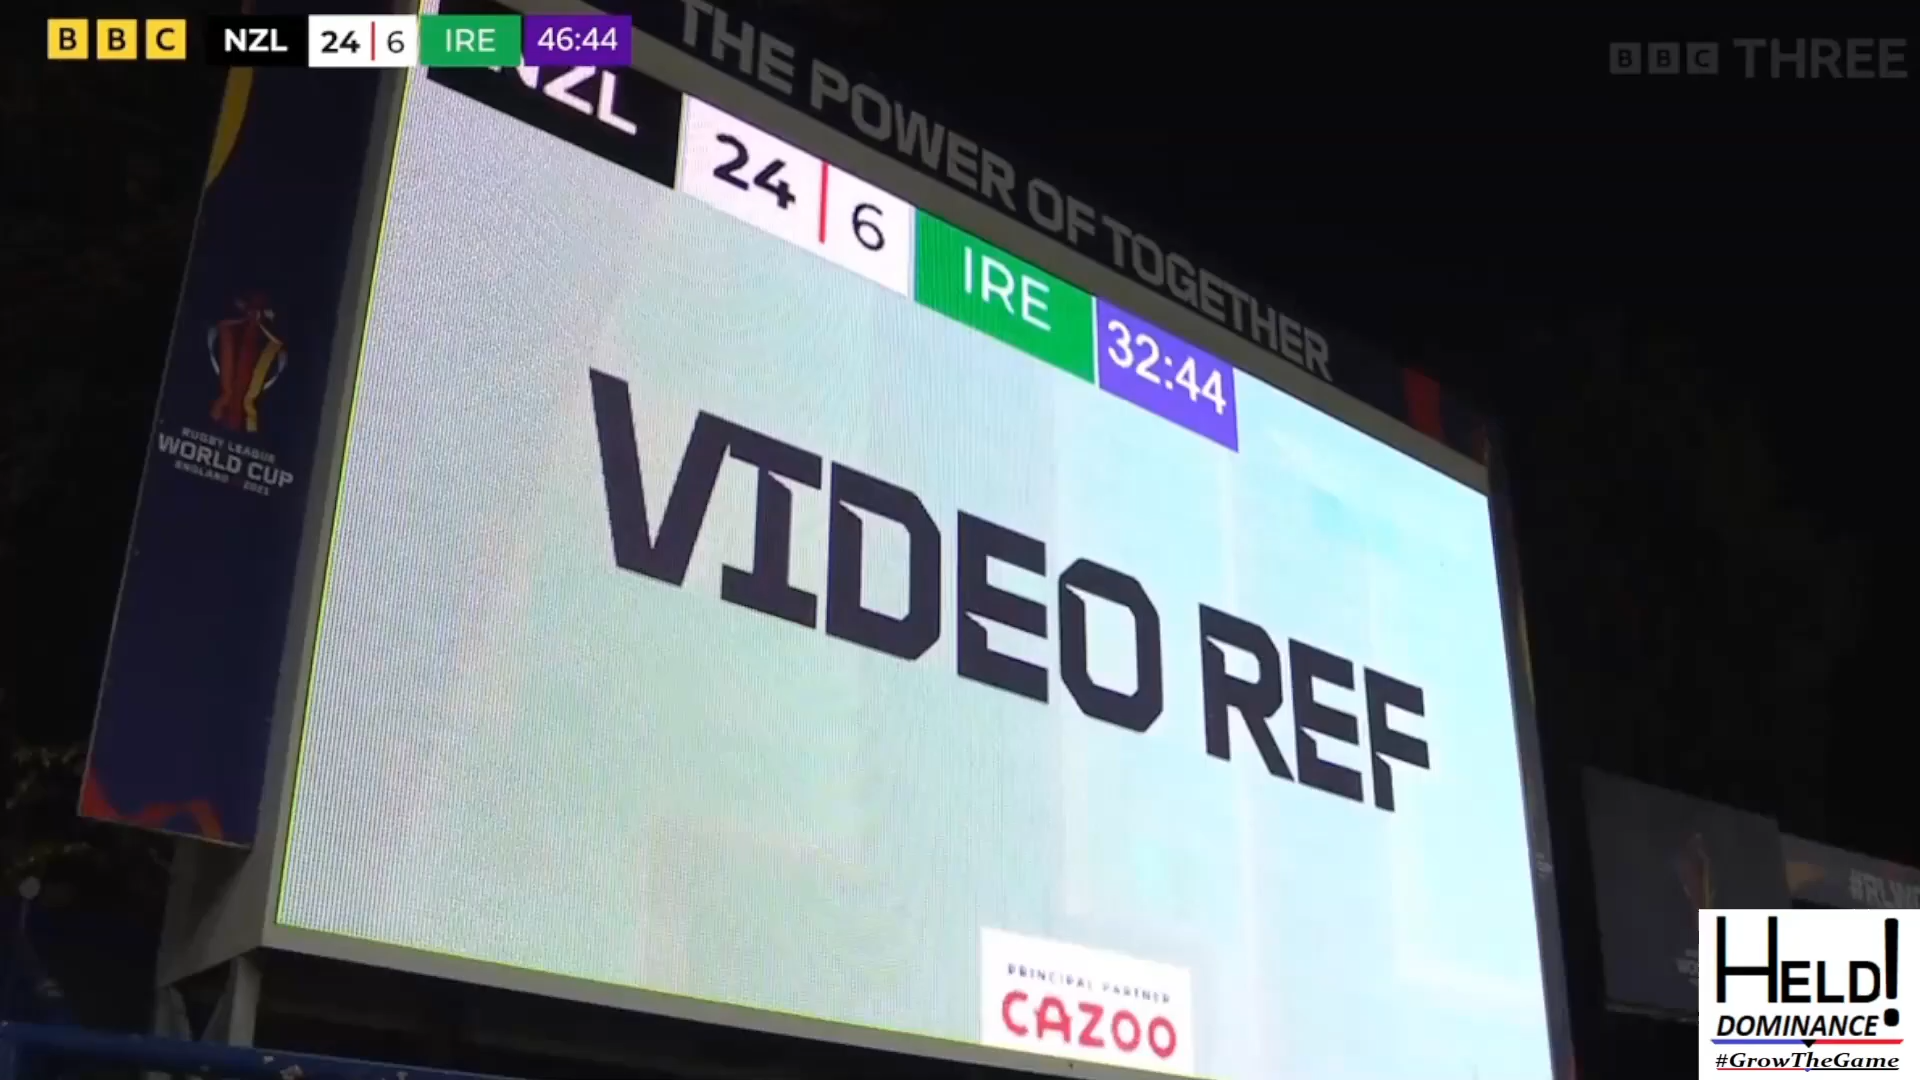 BBC NZL 24 6 IRE 46:44
BBC THREE
THE POWER OF TOGETHER
NZL 24 6 IRE 32:44
VIDEO REF
RUGBY LEAGUE
WORLD CUP
ENGLAND 2021
PRINCIPAL PARTNER
CAZOO
HELD!
DOMINANCE
#GrowTheGame